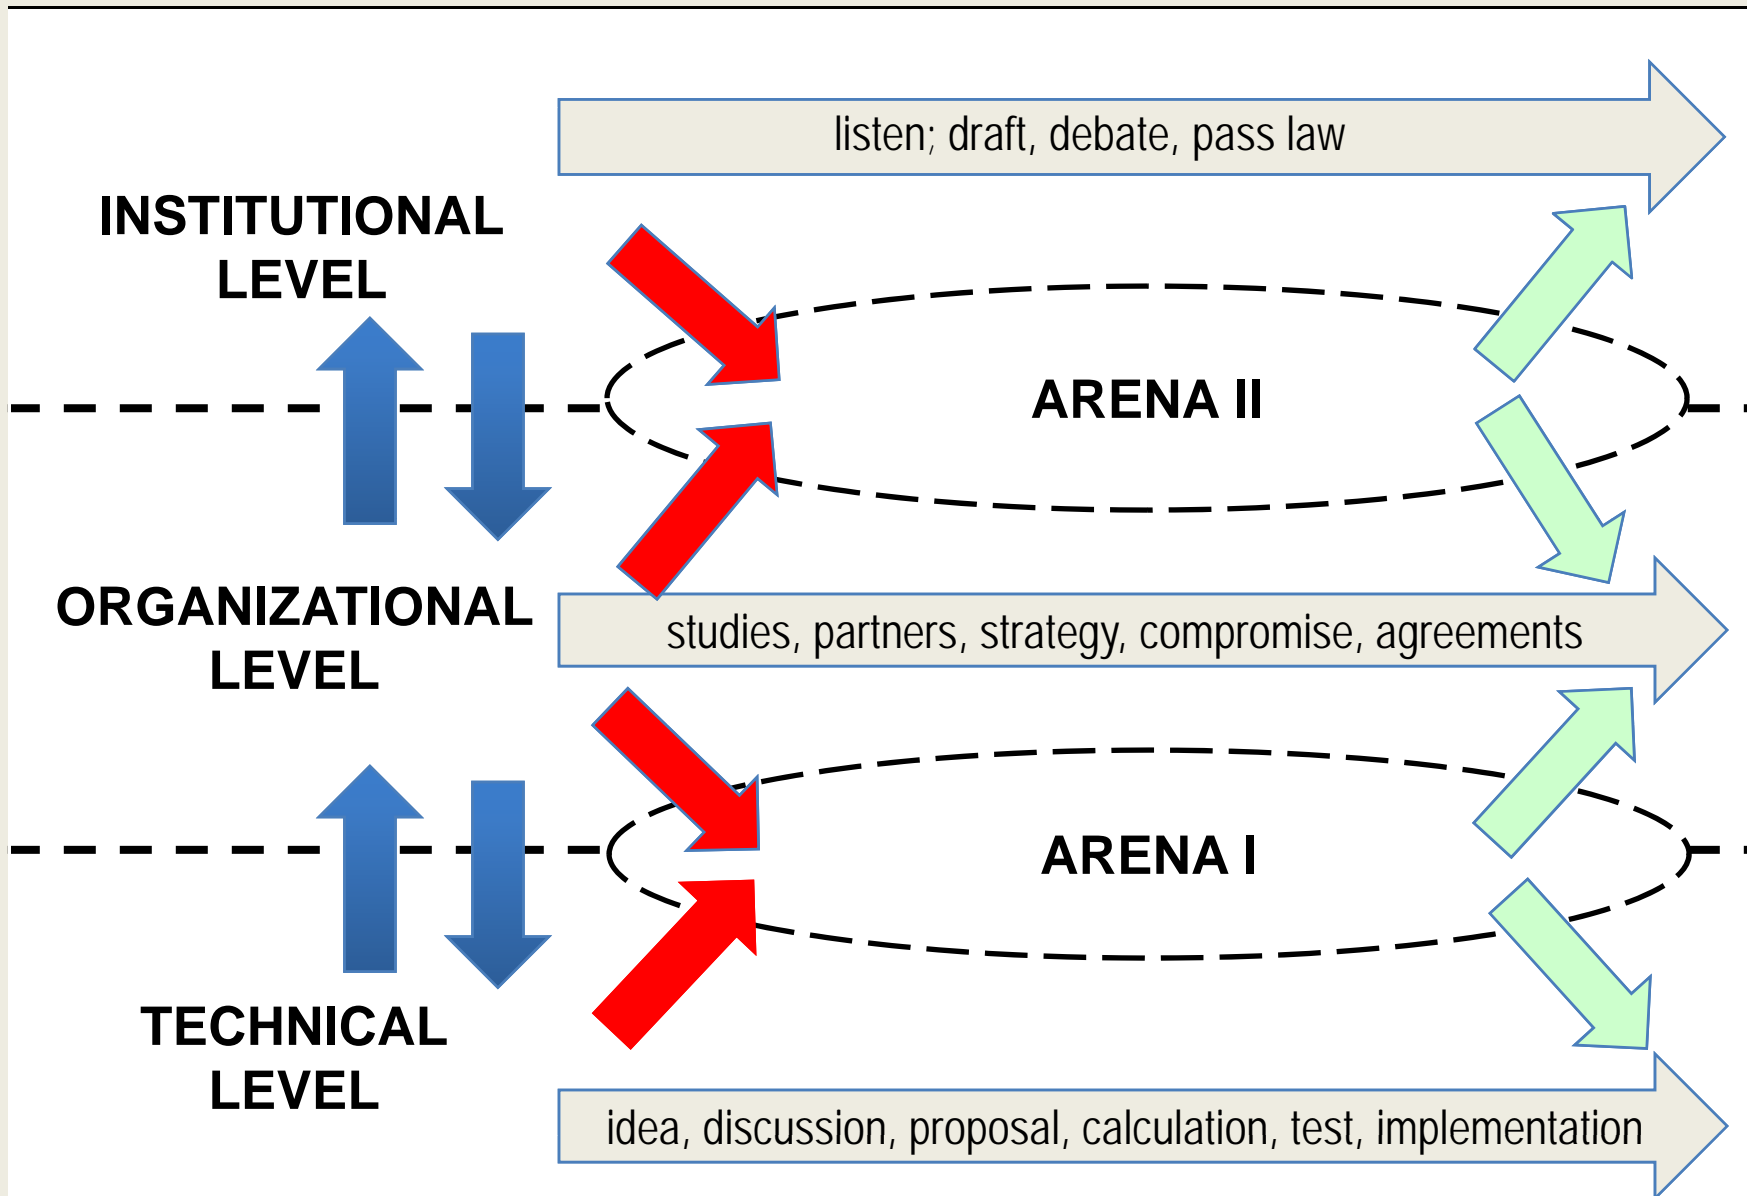 listen; draft, debate, pass law
INSTITUTIONAL
LEVEL
ARENA II
ORGANIZATIONAL
LEVEL
studies, partners, strategy, compromise, agreements
ARENA I
TECHNICAL
LEVEL
idea, discussion, proposal, calculation, test, implementation